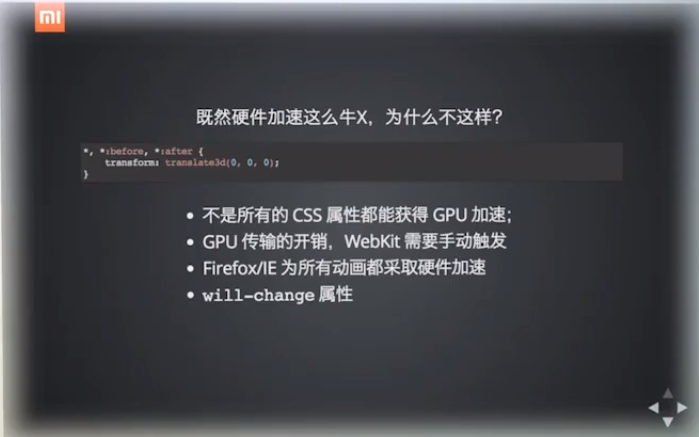 mi
既然硬件加速这么牛X，为什么不这样？
*, *:before, *:after {
    transform: translate3d(0, 0, 0);
}
不是所有的 CSS 属性都能获得 GPU 加速；
GPU 传输的开销，WebKit 需要手动触发
Firefox/IE 为所有动画都采取硬件加速
will-change 属性